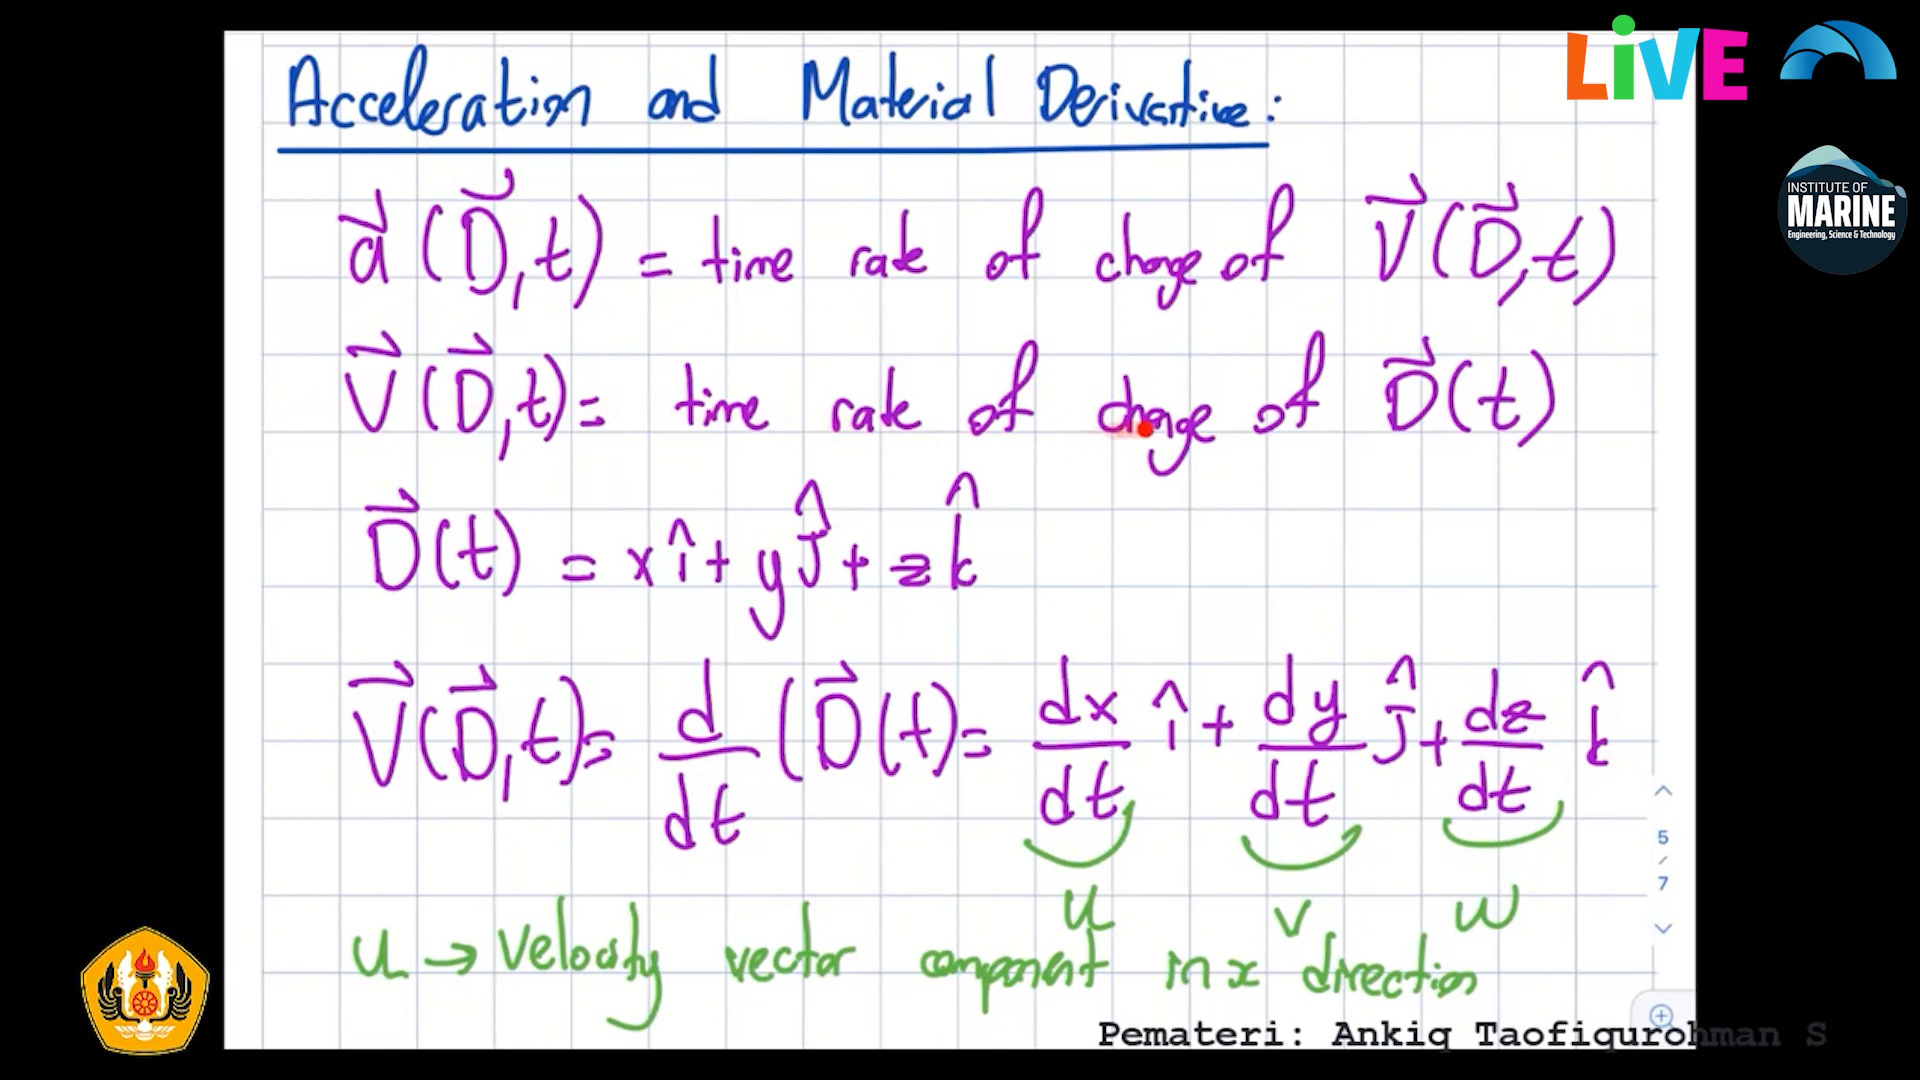 LiVE
Acceleration and Material Derivative:
INSTITUTE OF
MARINE
Engineering, Science & Technology
a⃗ (D⃗,t) = time rate of change of V⃗(D⃗,t)
V⃗ (D⃗,t) = time rate of change of D⃗(t)
D⃗(t) = xî + yĵ + zk̂
V⃗(D⃗,t) = d/dt (D⃗(t) = dx/dt î + dy/dt ĵ + dz/dt k̂
u v w
u → velocity vector component in x direction
5
/
7
Pemateri: Ankiq Taofiqurohman S